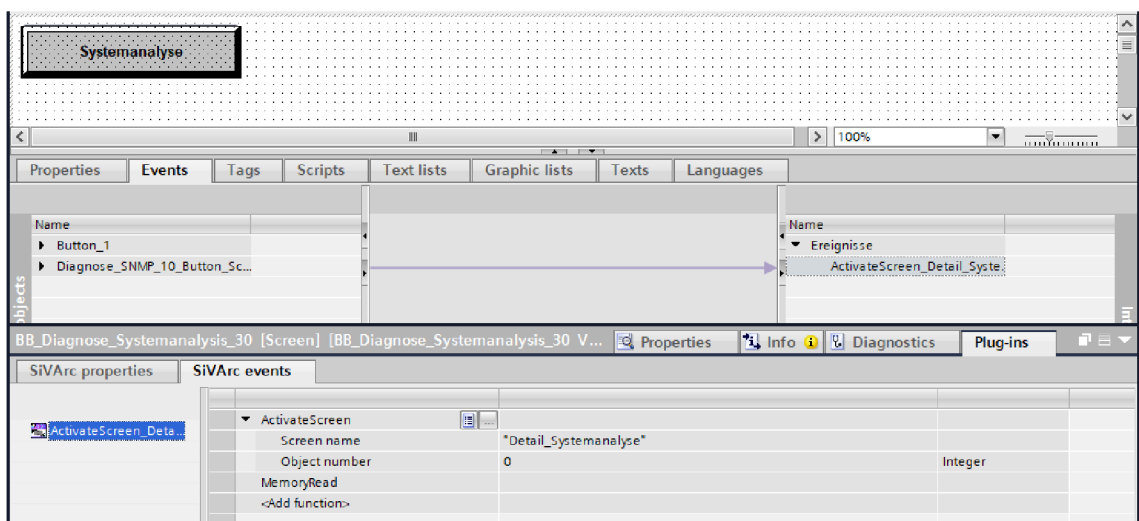 Systemanalyse
100%
Properties Events Tags Scripts Text lists Graphic lists Texts Languages
Name Name
Button_1 Ereignisse
Diagnose_SNMP_10_Button_Sc... ActivateScreen_Detail_Syste.
BB_Diagnose_Systemanalysis_30 [Screen] [BB_Diagnose_Systemanalysis_30 V... Properties Info Diagnostics Plug-ins
SiVArc properties SiVArc events
ActivateScreen
ActivateScreen_Deta...
Screen name "Detail_Systemanalyse"
Object number 0 Integer
MemoryRead
<Add function>